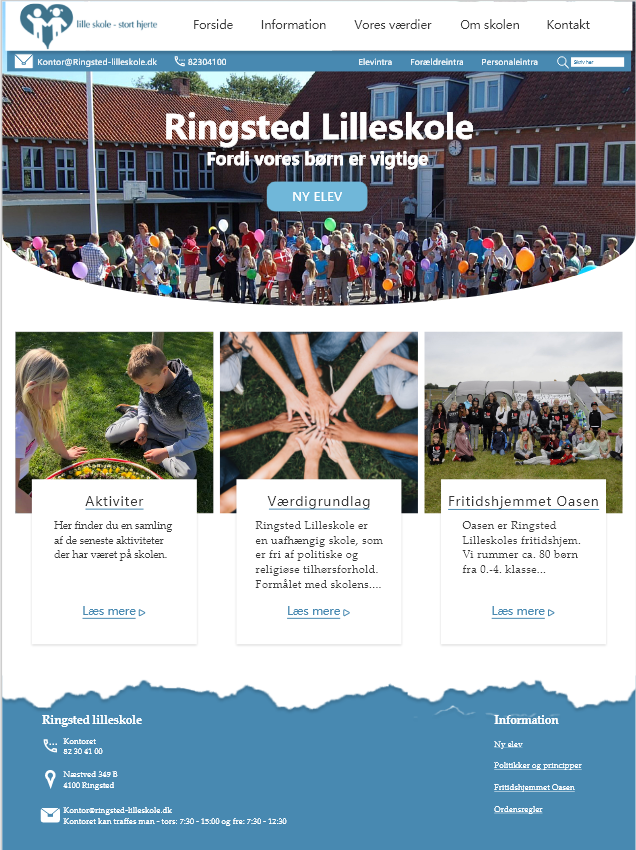 lille skole - stort hjerte
Forside Information Vores værdier Om skolen Kontakt
Kontor@Ringsted-lilleskole.dk 82304100 Elevintra Forældreintra Personaleintra Skriv her
Ringsted Lilleskole
Fordi vores børn er vigtige
NY ELEV
Aktiviter
Her finder du en samling
af de seneste aktiviteter
der har været på skolen.
Læs mere
Værdigrundlag
Ringsted Lilleskole er
en uafhængig skole, som
er fri af politiske og
religiøse tilhørsforhold.
Formålet med skolens....
Læs mere
Fritidshjemmet Oasen
Oasen er Ringsted
Lilleskoles fritidshjem.
Vi rummer ca. 80 børn
fra 0.-4. klasse...
Læs mere
Ringsted lilleskole
Kontoret
82 30 41 00
Næstved 349 B
4100 Ringsted
Kontor@ringsted-lilleskole.dk
Kontoret kan træffes man - tors: 7:30 - 15:00 og fre: 7:30 - 12:30
Information
Ny elev
Politikker og principper
Fritidshjemmet Oasen
Ordensregler